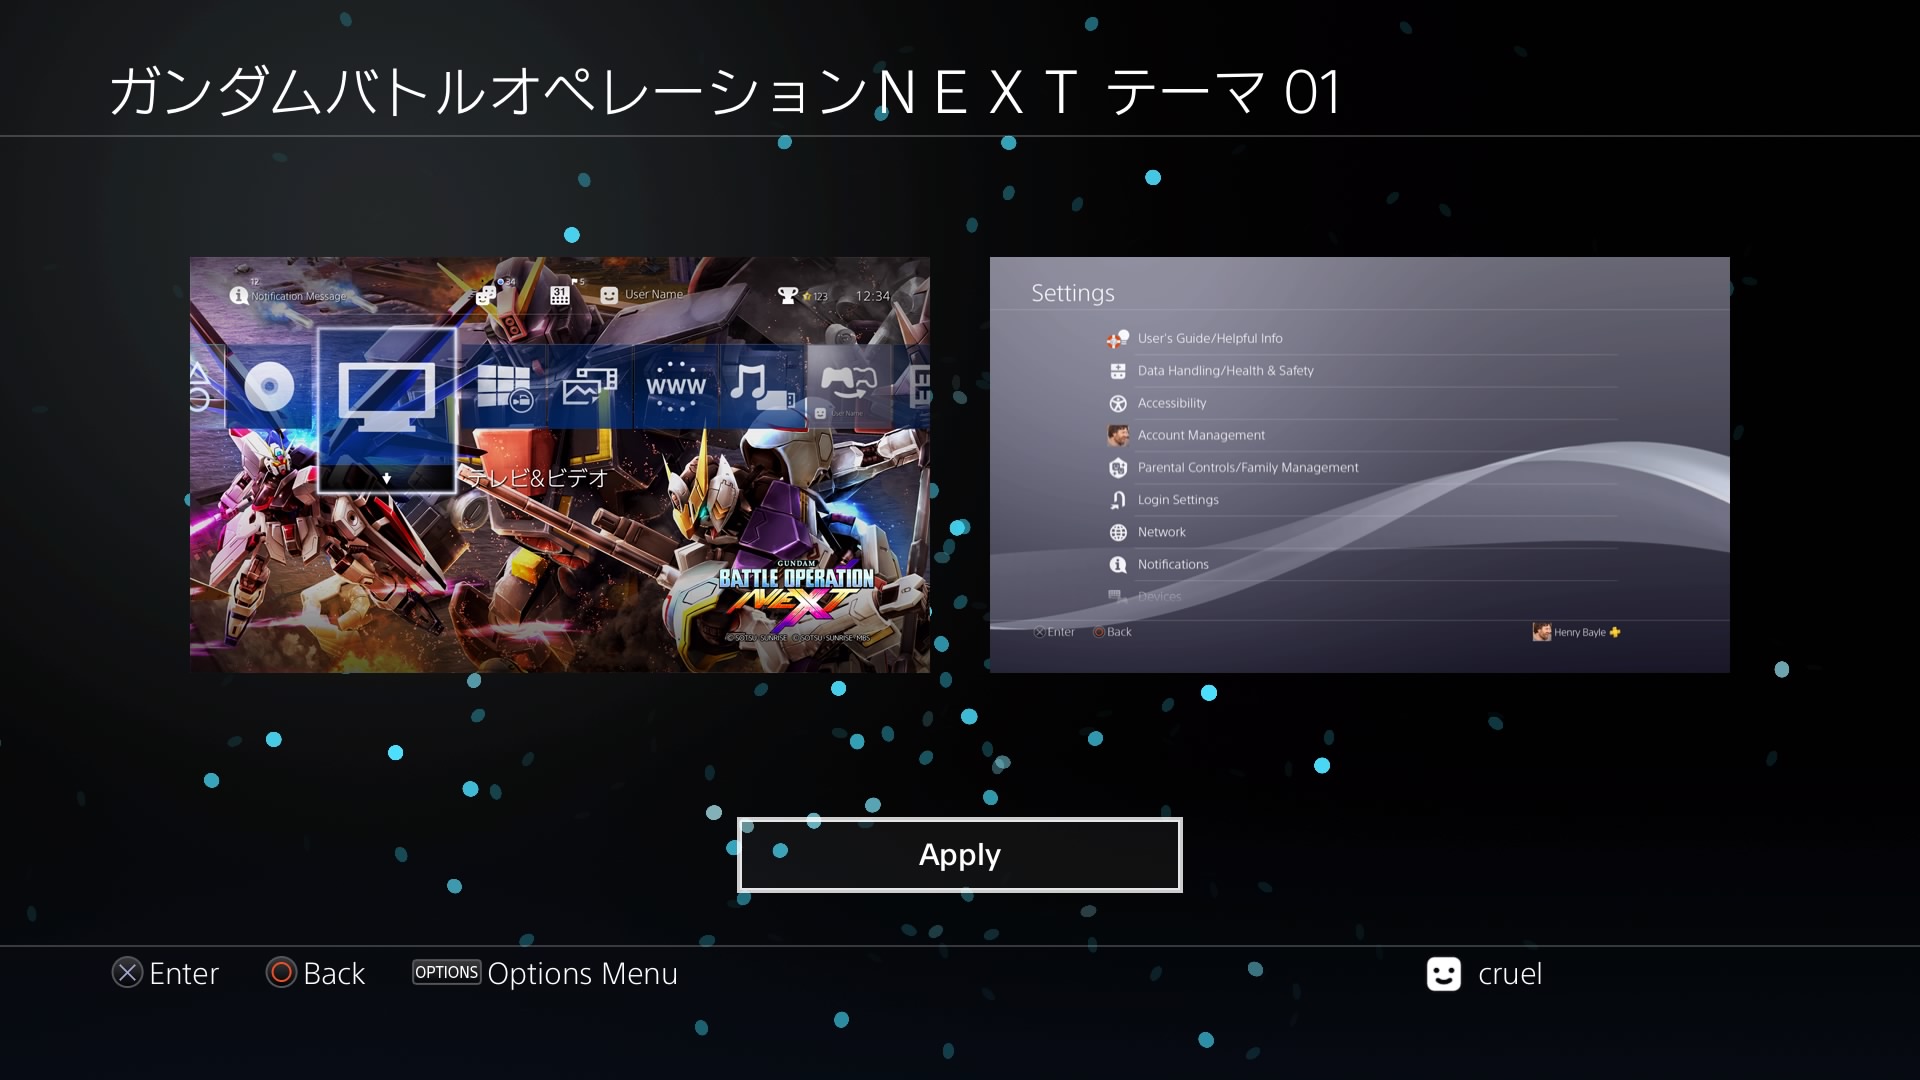 ガンダムバトルオペレーションＮＥＸＴ テーマ 01
12
Notification Message
34
31
5
User Name
123
12:34
WWW
User Name
テレビ&ビデオ
GUNDAM
BATTLE OPERATION
NEXT
©SOTSU·SUNRISE ©SOTSU·SUNRISE·MBS
Settings
User's Guide/Helpful Info
Data Handling/Health & Safety
Accessibility
Account Management
Parental Controls/Family Management
Login Settings
Network
Notifications
Devices
Enter
Back
Henry Bayle
Apply
Enter
Back
OPTIONS Options Menu
cruel